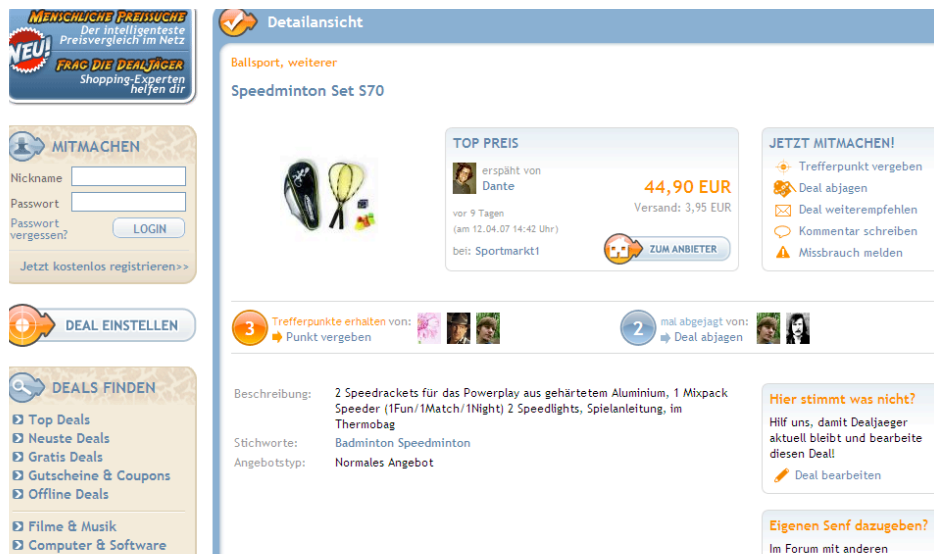 MENSCHLICHE PREISSUCHE
Der intelligenteste
Preisvergleich im Netz
NEU!
FRAG DIE DEALJÄGER
Shopping-Experten
helfen dir
MITMACHEN
Nickname
Passwort
Passwort
vergessen?
LOGIN
Jetzt kostenlos registrieren>>
DEAL EINSTELLEN
DEALS FINDEN
Top Deals
Neuste Deals
Gratis Deals
Gutscheine & Coupons
Offline Deals
Filme & Musik
Computer & Software
Detailansicht
Ballsport, weiterer
Speedminton Set S70
TOP PREIS
erspäht von
Dante
44,90 EUR
Versand: 3,95 EUR
vor 9 Tagen
(am 12.04.07 14:42 Uhr)
bei: Sportmarkt1
ZUM ANBIETER
JETZT MITMACHEN!
Trefferpunkt vergeben
Deal abjagen
Deal weiterempfehlen
Kommentar schreiben
Missbrauch melden
3
Trefferpunkte erhalten von:
Punkt vergeben
2
mal abgejagt von:
Deal abjagen
Beschreibung: 2 Speedrackets für das Powerplay aus gehärtetem Aluminium, 1 Mixpack
Speeder (1Fun/1Match/1Night) 2 Speedlights, Spielanleitung, im
Thermobag
Stichworte: Badminton Speedminton
Angebotstyp: Normales Angebot
Hier stimmt was nicht?
Hilf uns, damit Dealjaeger
aktuell bleibt und bearbeite
diesen Deal!
Deal bearbeiten
Eigenen Senf dazugeben?
Im Forum mit anderen